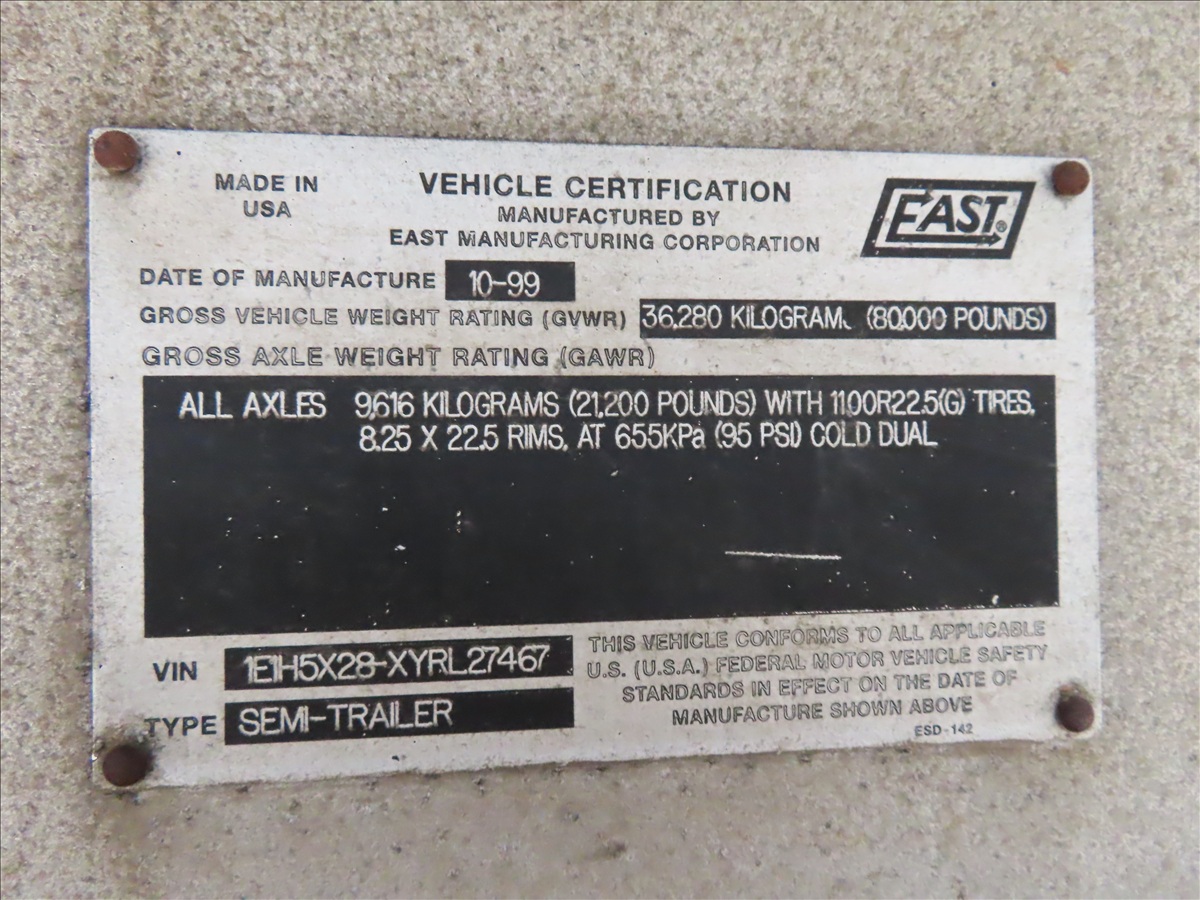 MADE IN
USA
VEHICLE CERTIFICATION
MANUFACTURED BY
EAST MANUFACTURING CORPORATION
EAST®
DATE OF MANUFACTURE 10-99
GROSS VEHICLE WEIGHT RATING (GVWR) 36,280 KILOGRAM. (80,000 POUNDS)
GROSS AXLE WEIGHT RATING (GAWR)
ALL AXLES 9,616 KILOGRAMS (21,200 POUNDS) WITH 11.00R22.5(G) TIRES,
8.25 X 22.5 RIMS, AT 655KPa (95 PSI) COLD DUAL
VIN 1E1H5X28-XYRL27467
TYPE SEMI-TRAILER
THIS VEHICLE CONFORMS TO ALL APPLICABLE
U.S. (U.S.A.) FEDERAL MOTOR VEHICLE SAFETY
STANDARDS IN EFFECT ON THE DATE OF
MANUFACTURE SHOWN ABOVE
ESD-142